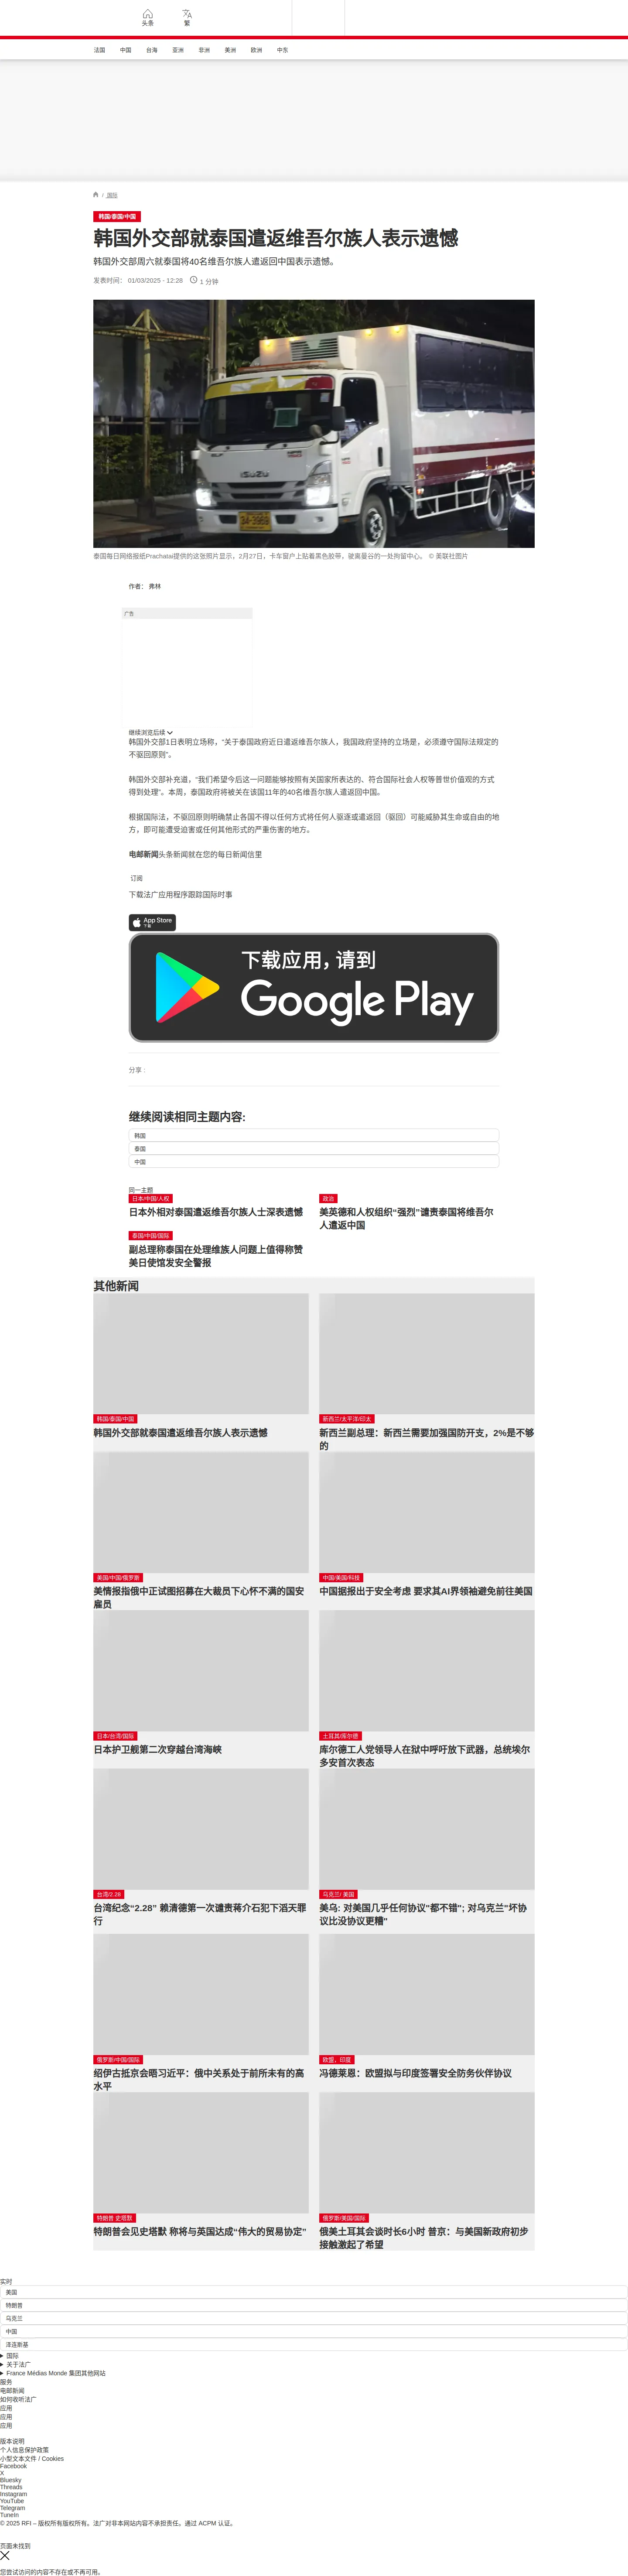 头条
繁
法国 中国 台海 亚洲 非洲 美洲 欧洲 中东
/ 国际
韩国/泰国/中国
韩国外交部就泰国遣返维吾尔族人表示遗憾
韩国外交部周六就泰国将40名维吾尔族人遣返回中国表示遗憾。
发表时间： 01/03/2025 - 12:28 1 分钟
ISUZU
泰国每日网络报纸Prachatai提供的这张照片显示，2月27日，卡车窗户上贴着黑色胶带，驶离曼谷的一处拘留中心。 © 美联社图片
作者： 弗林
广告
继续浏览后续
韩国外交部1日表明立场称，“关于泰国政府近日遣返维吾尔族人，我国政府坚持的立场是，必须遵守国际法规定的
不驱回原则”。
韩国外交部补充道，“我们希望今后这一问题能够按照有关国家所表达的、符合国际社会人权等普世价值观的方式
得到处理”。本周，泰国政府将被关在该国11年的40名维吾尔族人遣返回中国。
根据国际法，不驱回原则明确禁止各国不得以任何方式将任何人驱逐或遣返回（驱回）可能威胁其生命或自由的地
方，即可能遭受迫害或任何其他形式的严重伤害的地方。
电邮新闻头条新闻就在您的每日新闻信里
订阅
下载法广应用程序跟踪国际时事
App Store
下载
下载应用，请到
Google Play
分享 :
继续阅读相同主题内容:
韩国
泰国
中国
同一主题
日本/中国/人权
日本外相对泰国遣返维吾尔族人士深表遗憾
政治
美英德和人权组织“强烈”谴责泰国将维吾尔
人遣返中国
泰国/中国/国际
副总理称泰国在处理维族人问题上值得称赞
美日使馆发安全警报
其他新闻
韩国/泰国/中国
韩国外交部就泰国遣返维吾尔族人表示遗憾
新西兰/太平洋/印太
新西兰副总理：新西兰需要加强国防开支，2%是不够
的
美国/中国/俄罗斯
美情报指俄中正试图招募在大裁员下心怀不满的国安
雇员
中国/美国/科技
中国据报出于安全考虑 要求其AI界领袖避免前往美国
日本/台湾/国际
日本护卫舰第二次穿越台湾海峡
土耳其/库尔德
库尔德工人党领导人在狱中呼吁放下武器，总统埃尔
多安首次表态
台湾/2.28
台湾纪念“2.28” 赖清德第一次谴责蒋介石犯下滔天罪
行
乌克兰/ 美国
美乌: 对美国几乎任何协议"都不错"; 对乌克兰"坏协
议比没协议更糟"
俄罗斯/中国/国际
绍伊古抵京会晤习近平：俄中关系处于前所未有的高
水平
欧盟，印度
冯德莱恩：欧盟拟与印度签署安全防务伙伴协议
特朗普 史塔默
特朗普会见史塔默 称将与英国达成“伟大的贸易协定”
俄罗斯/美国/国际
俄美土耳其会谈时长6小时 普京：与美国新政府初步
接触激起了希望
实时
美国
特朗普
乌克兰
中国
泽连斯基
国际
关于法广
France Médias Monde 集团其他网站
服务
电邮新闻
如何收听法广
应用
应用
应用
版本说明
个人信息保护政策
小型文本文件 / Cookies
Facebook
X
Bluesky
Threads
Instagram
YouTube
Telegram
TuneIn
© 2025 RFI – 版权所有版权所有。法广对非本网站内容不承担责任。通过 ACPM 认证。
页面未找到
您尝试访问的内容不存在或不再可用。